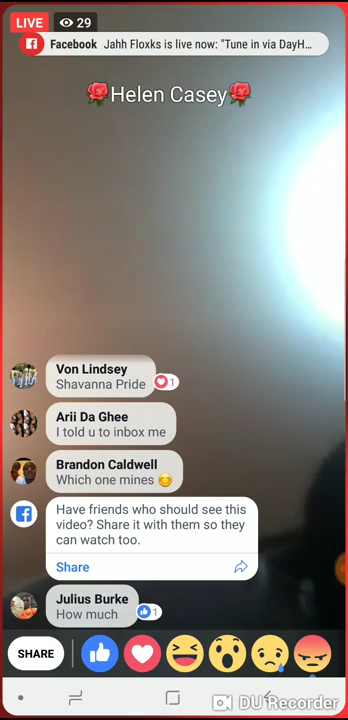 LIVE 29
Facebook Jahh Floxks is live now: "Tune in via DayH...
🌹Helen Casey🌹
Von Lindsey
Shavanna Pride
1
Arii Da Ghee
I told u to inbox me
Brandon Caldwell
Which one mines 😊
Have friends who should see this
video? Share it with them so they
can watch too.
Share
Julius Burke
How much
1
SHARE
DU Recorder